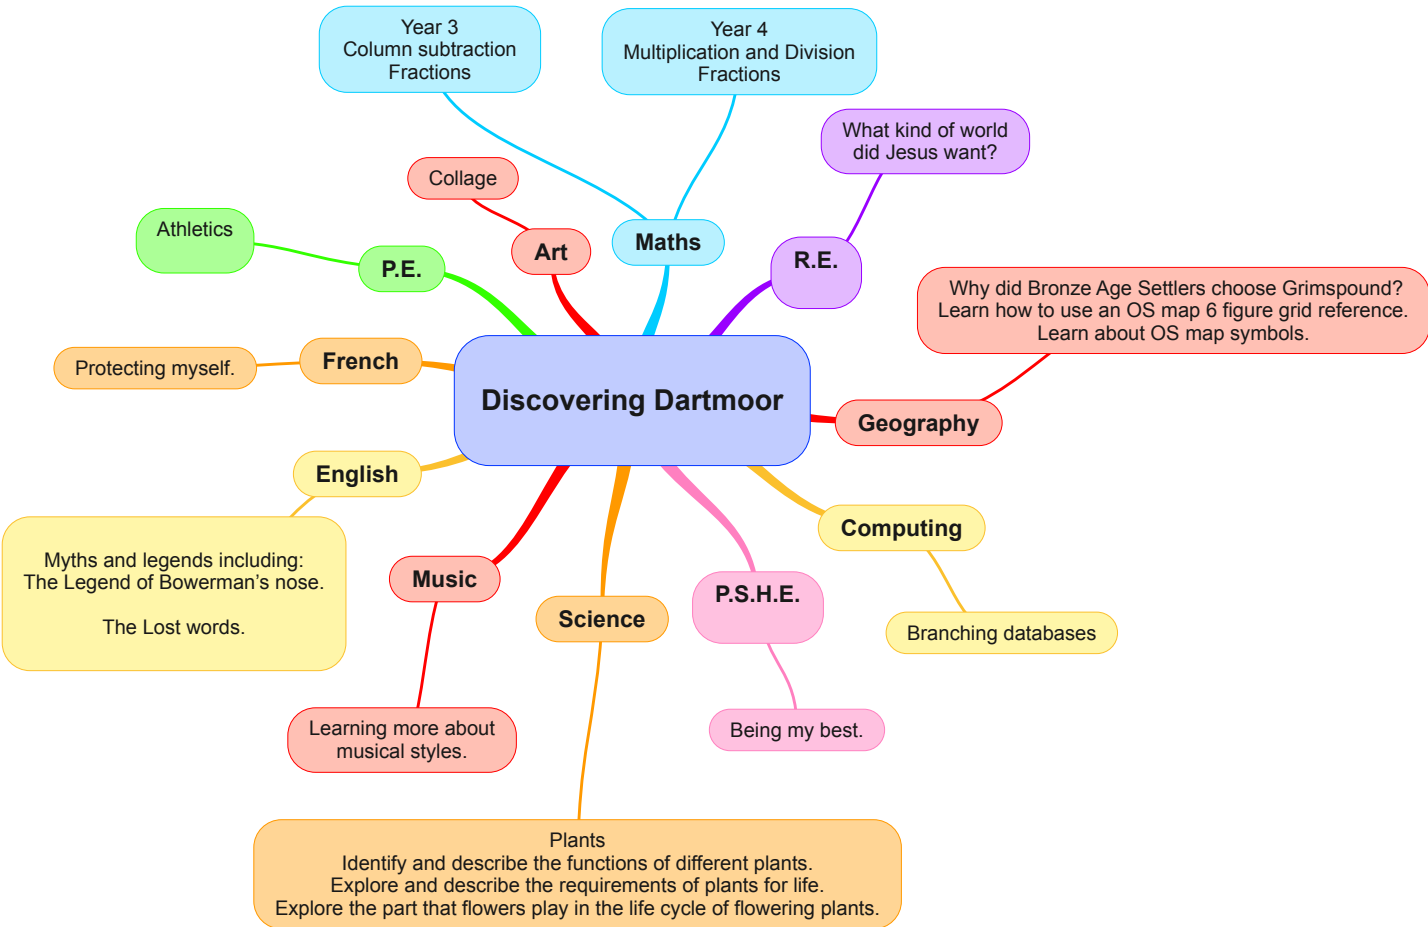 Year 3
Column subtraction
Fractions
Year 4
Multiplication and Division
Fractions
What kind of world
did Jesus want?
Collage
Athletics
Art
Maths
R.E.
P.E.
Why did Bronze Age Settlers choose Grimspound?
Learn how to use an OS map 6 figure grid reference.
Learn about OS map symbols.
Protecting myself.
French
Discovering Dartmoor
Geography
English
Computing
Myths and legends including:
The Legend of Bowerman’s nose.
The Lost words.
Music
Science
P.S.H.E.
Branching databases
Learning more about
musical styles.
Being my best.
Plants
Identify and describe the functions of different plants.
Explore and describe the requirements of plants for life.
Explore the part that flowers play in the life cycle of flowering plants.